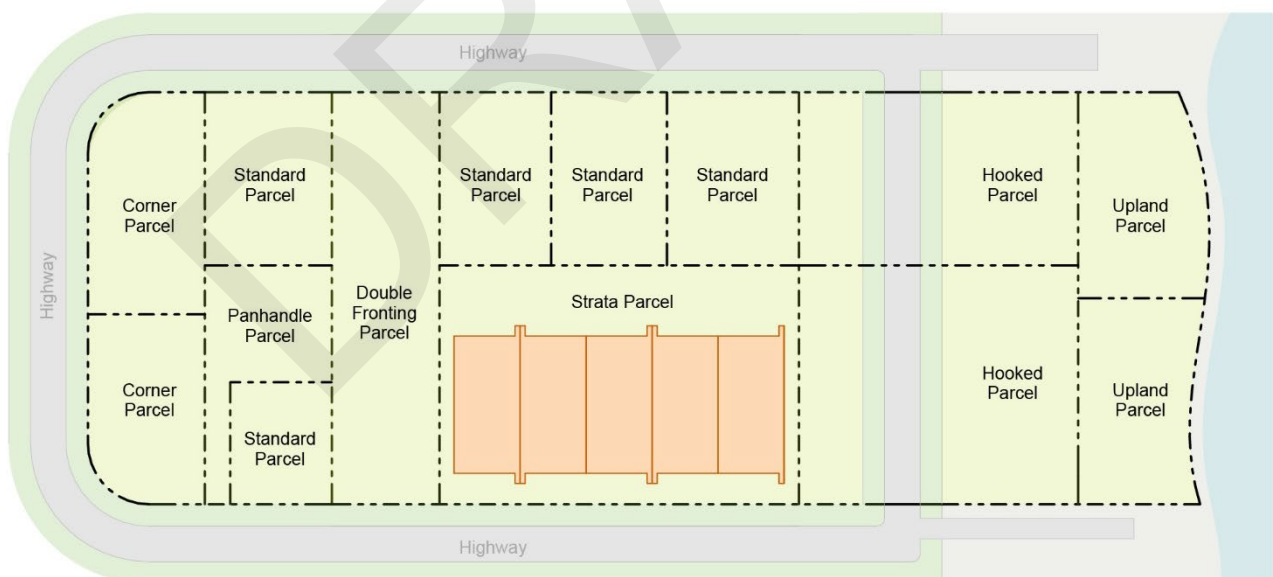 Highway
Standard
Parcel
Standard
Parcel
Standard
Parcel
Standard
Parcel
Hooked
Parcel
Corner
Parcel
Upland
Parcel
Highway
Panhandle
Parcel
Double
Fronting
Parcel
Strata Parcel
Corner
Parcel
Hooked
Parcel
Upland
Parcel
Standard
Parcel
Highway